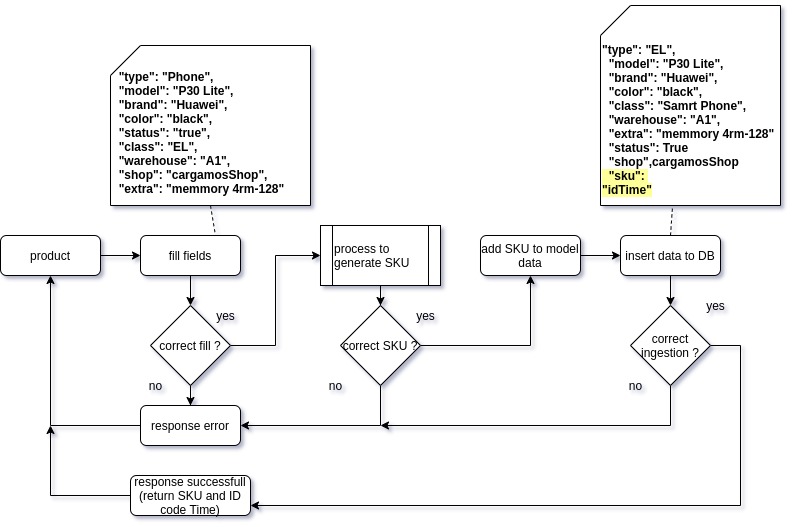 "type": "Phone",
"model": "P30 Lite",
"brand": "Huawei",
"color": "black",
"status": "true",
"class": "EL",
"warehouse": "A1",
"shop": "cargamosShop",
"extra": "memmory 4rm-128"
"type": "EL",
"model": "P30 Lite",
"brand": "Huawei",
"color": "black",
"class": "Samrt Phone",
"warehouse": "A1",
"extra": "memmory 4rm-128"
"status": True
"shop",cargamosShop
"sku":
"idTime"
product
fill fields
process to
generate SKU
add SKU to model
data
insert data to DB
yes
yes
yes
correct fill ?
correct SKU ?
correct
ingestion ?
no
no
no
response error
response successfull
(return SKU and ID
code Time)